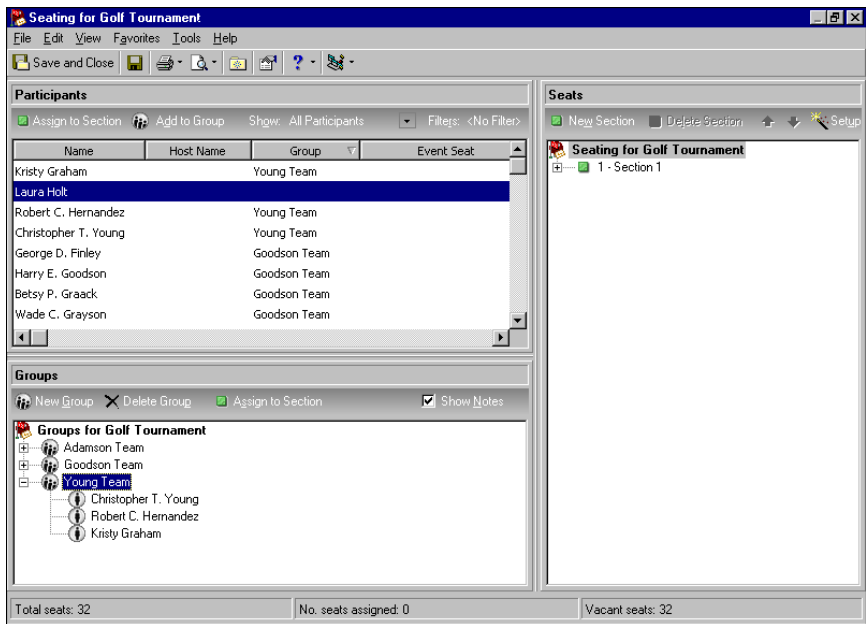 Seating for Golf Tournament
File Edit View Favorites Tools Help
Save and Close
Participants
Assign to Section Add to Group Show: All Participants Filters: <No Filter>
Name Host Name Group Event Seat
Kristy Graham Young Team
Laura Holt
Robert C. Hernandez Young Team
Christopher T. Young Young Team
George D. Finley Goodson Team
Harry E. Goodson Goodson Team
Betsy P. Graack Goodson Team
Wade C. Grayson Goodson Team
Groups
New Group Delete Group Assign to Section Show Notes
Groups for Golf Tournament
Adamson Team
Goodson Team
Young Team
Christopher T. Young
Robert C. Hernandez
Kristy Graham
Seats
New Section Delete Section Setup
Seating for Golf Tournament
1 - Section 1
Total seats: 32 No. seats assigned: 0 Vacant seats: 32